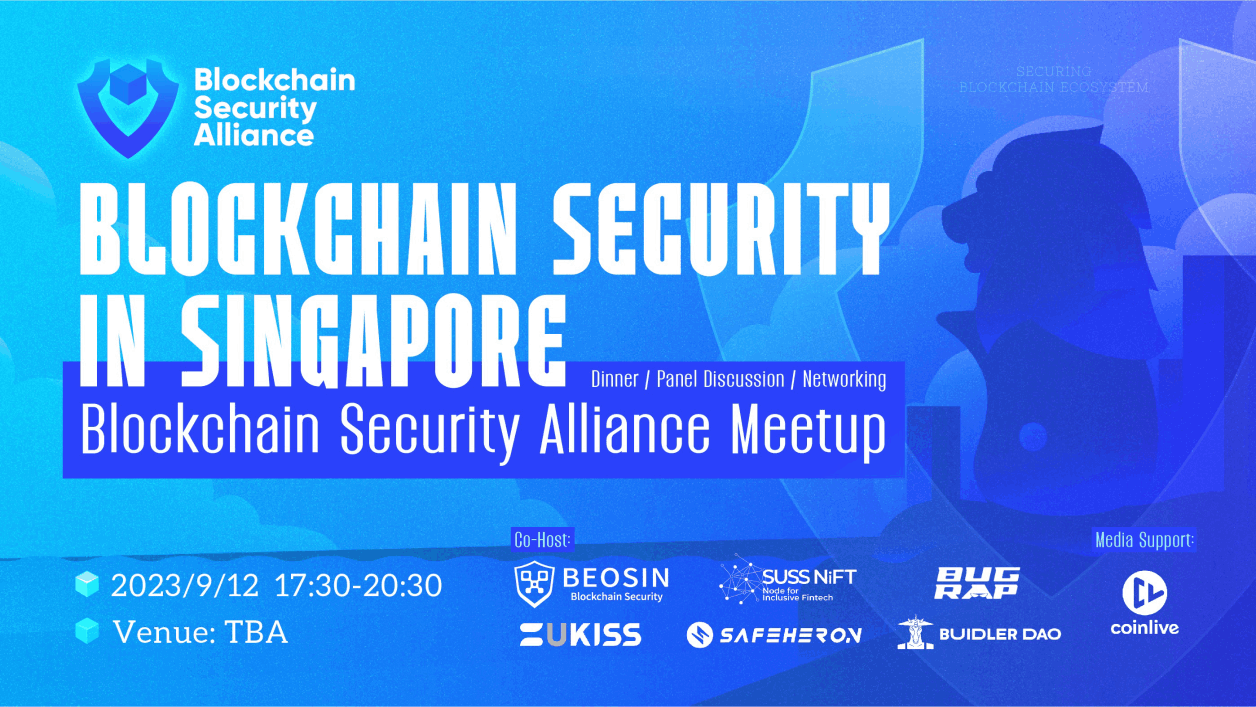 Blockchain
Security
Alliance
SECURING
BLOCKCHAIN ECOSYSTEM
BLOCKCHAIN SECURITY
IN SINGAPORE
Dinner / Panel Discussion / Networking
Blockchain Security Alliance Meetup
2023/9/12 17:30-20:30
Venue: TBA
Co-Host:
BEOSIN
Blockchain Security
SUSS NiFT
Node for
Inclusive Fintech
BUG
RAP
ZUKISS
SAFEHERON
BUIDLER DAO
Media Support:
coinlive